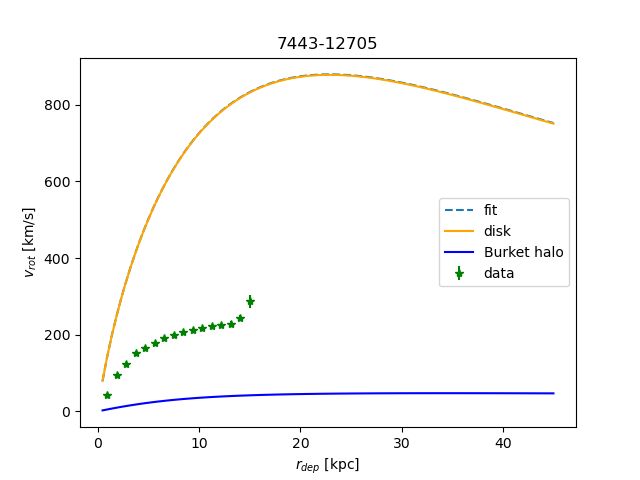 7443-12705
800
600
400
200
0
v_rot [km/s]
fit
disk
Burket halo
data
0 10 20 30 40
r_dep [kpc]